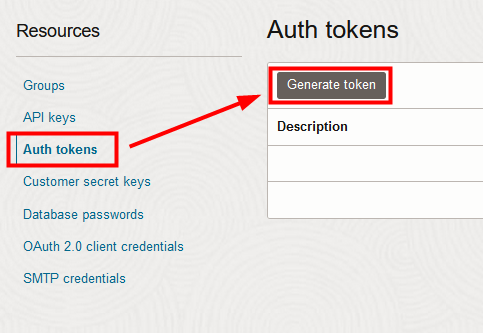 Resources
Groups
API keys
Auth tokens
Customer secret keys
Database passwords
OAuth 2.0 client credentials
SMTP credentials
Auth tokens
Generate token
Description